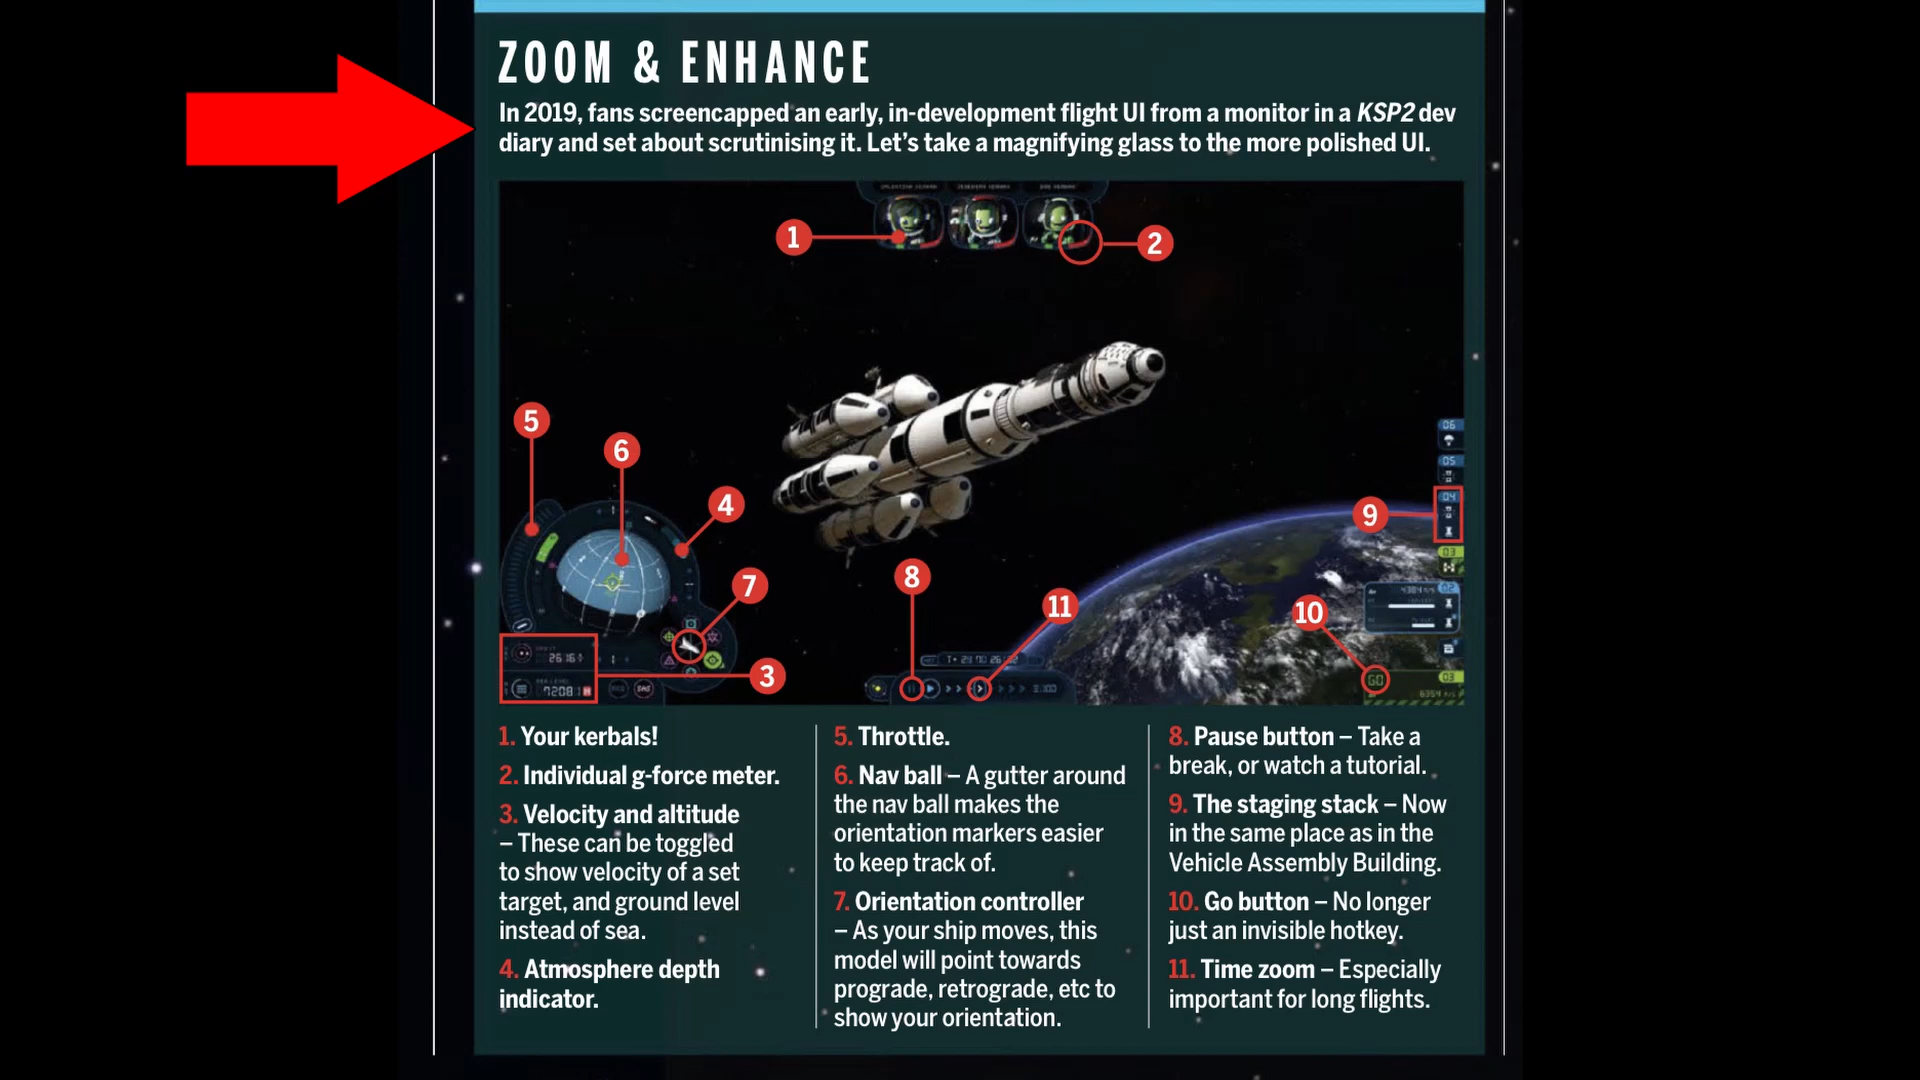 ZOOM & ENHANCE
In 2019, fans screencapped an early, in-development flight UI from a monitor in a KSP2 dev
diary and set about scrutinising it. Let's take a magnifying glass to the more polished UI.
1
2
5
6
4
9
8
7
11
10
3
06
05
04
03
02
T+
GO
03
SAS
1. Your kerbals!
2. Individual g-force meter.
3. Velocity and altitude
– These can be toggled
to show velocity of a set
target, and ground level
instead of sea.
4. Atmosphere depth
indicator.
5. Throttle.
6. Nav ball – A gutter around
the nav ball makes the
orientation markers easier
to keep track of.
7. Orientation controller
– As your ship moves, this
model will point towards
prograde, retrograde, etc to
show your orientation.
8. Pause button – Take a
break, or watch a tutorial.
9. The staging stack – Now
in the same place as in the
Vehicle Assembly Building.
10. Go button – No longer
just an invisible hotkey.
11. Time zoom – Especially
important for long flights.